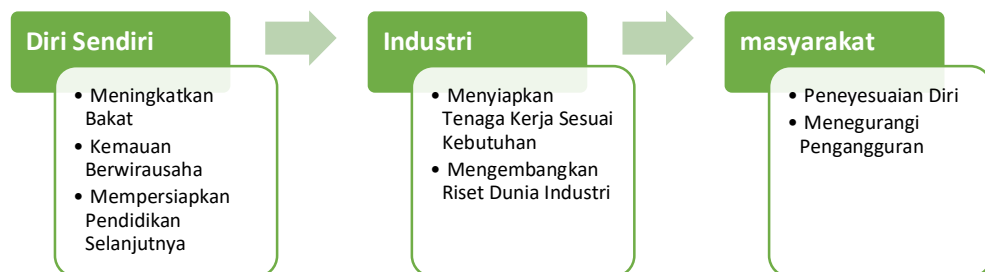 Diri Sendiri
• Meningkatkan
Bakat
• Kemauan
Berwirausaha
• Mempersiapkan
Pendidikan
Selanjutnya
Industri
• Menyiapkan
Tenaga Kerja Sesuai
Kebutuhan
• Mengembangkan
Riset Dunia Industri
masyarakat
• Peneyesuaian Diri
• Menegurangi
Pengangguran